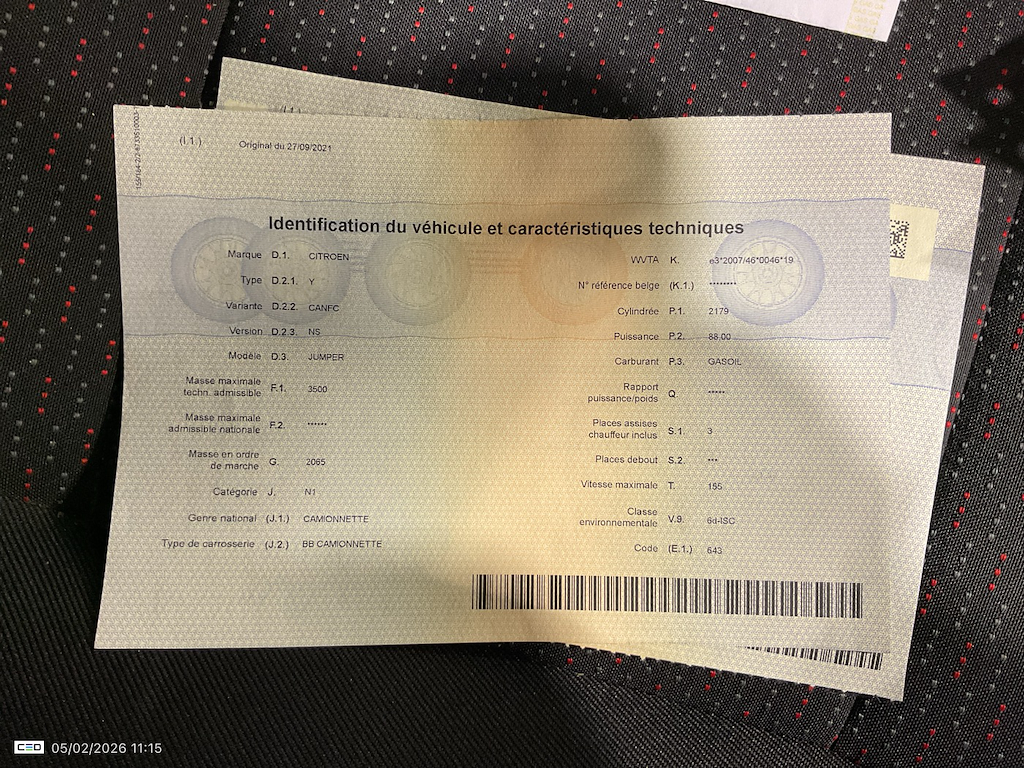 (I.1.)
(I.1.) Original du 27/09/2021
Identification du véhicule et caractéristiques techniques
Marque D.1. CITROEN
Type D.2.1. Y
Variante D.2.2. CANFC
Version D.2.3. NS
Modèle D.3. JUMPER
Masse maximale
techn. admissible F.1. 3500
Masse maximale
admissible nationale F.2. ******
Masse en ordre
de marche G. 2065
Catégorie J. N1
Genre national (J.1.) CAMIONNETTE
Type de carrosserie (J.2.) BB CAMIONNETTE
WVTA K. e3*2007/46*0046*19
N° référence belge (K.1.) ********
Cylindrée P.1. 2179
Puissance P.2. 88.00
Carburant P.3. GASOIL
Rapport
puissance/poids Q. *****
Places assises
chauffeur inclus S.1. 3
Places debout S.2. ***
Vitesse maximale T. 155
Classe
environnementale V.9. 6d-ISC
Code (E.1.) 643
CED 05/02/2026 11:15